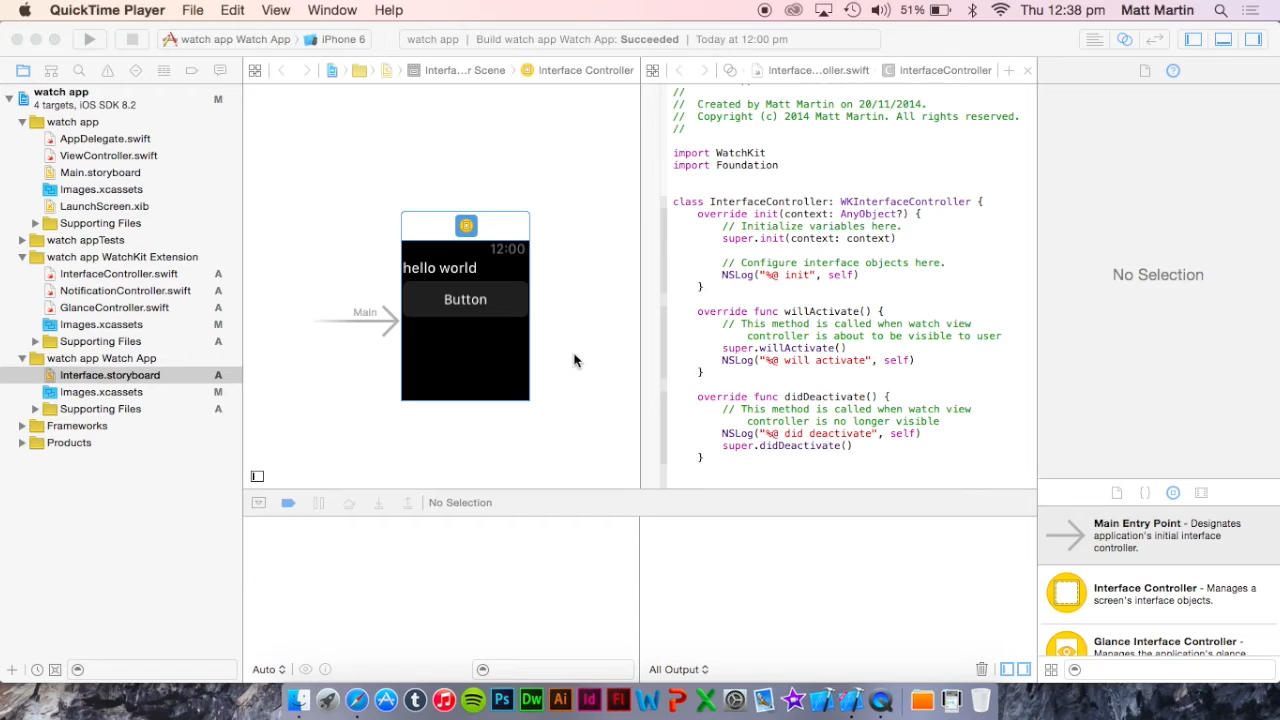 QuickTime Player File Edit View Window Help 51% Thu 12:38 pm Matt Martin
watch app Watch App iPhone 6 watch app Build watch app Watch App: Succeeded Today at 12:00 pm
Interfa...r Scene Interface Controller Interface...oller.swift InterfaceController
watch app
4 targets, iOS SDK 8.2 M
watch app
AppDelegate.swift
ViewController.swift
Main.storyboard
Images.xcassets
LaunchScreen.xib
Supporting Files
watch appTests
watch app WatchKit Extension
InterfaceController.swift A
NotificationController.swift A
GlanceController.swift A
Images.xcassets M
Supporting Files A
watch app Watch App
Interface.storyboard A
Images.xcassets M
Supporting Files A
Frameworks
Products
12:00
hello world
Button
Main
//
// Created by Matt Martin on 20/11/2014.
// Copyright (c) 2014 Matt Martin. All rights reserved.
//
import WatchKit
import Foundation
class InterfaceController: WKInterfaceController {
override init(context: AnyObject?) {
// Initialize variables here.
super.init(context: context)
// Configure interface objects here.
NSLog("%@ init", self)
}
override func willActivate() {
// This method is called when watch view
controller is about to be visible to user
super.willActivate()
NSLog("%@ will activate", self)
}
override func didDeactivate() {
// This method is called when watch view
controller is no longer visible
NSLog("%@ did deactivate", self)
super.didDeactivate()
}
No Selection
No Selection
Main Entry Point - Designates
application's initial interface
controller.
Interface Controller - Manages a
screen's interface objects.
Glance Interface Controller -
Manages the application's glance
Auto All Output
Ps Dw Ai Id Fl